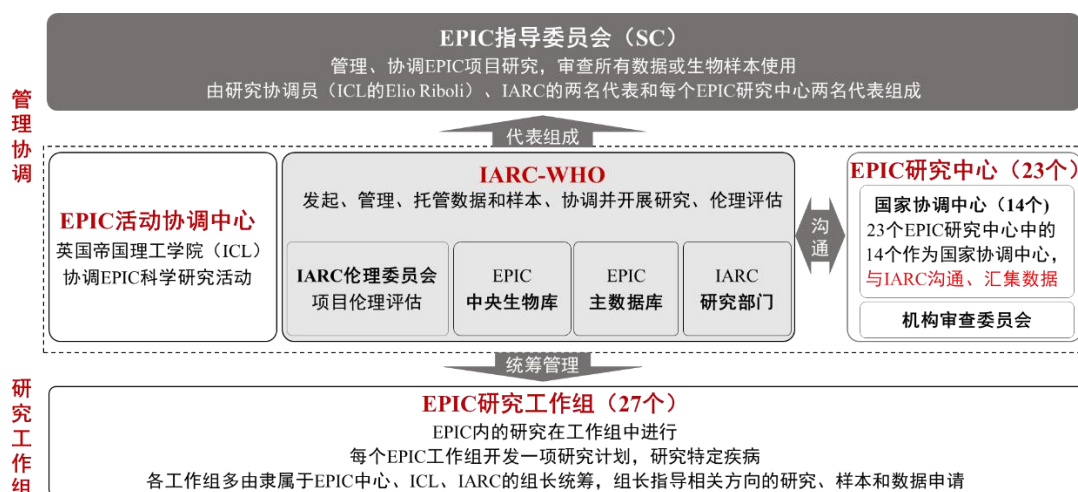 EPIC指导委员会（SC）
管理、协调EPIC项目研究，审查所有数据或生物样本使用
由研究协调员（ICL的Elio Riboli）、IARC的两名代表和每个EPIC研究中心两名代表组成
管理协调
代表组成
EPIC活动协调中心
英国帝国理工学院（ICL）
协调EPIC科学研究活动
IARC-WHO
发起、管理、托管数据和样本、协调并开展研究、伦理评估
IARC伦理委员会
项目伦理评估
EPIC
中央生物库
EPIC
主数据库
IARC
研究部门
沟通
EPIC研究中心（23个）
国家协调中心（14个)
23个EPIC研究中心中的
14个作为国家协调中心，
与IARC沟通、汇集数据
机构审查委员会
统筹管理
研究工作组
EPIC研究工作组（27个）
EPIC内的研究在工作组中进行
每个EPIC工作组开发一项研究计划，研究特定疾病
各工作组多由隶属于EPIC中心、ICL、IARC的组长统筹，组长指导相关方向的研究、样本和数据申请